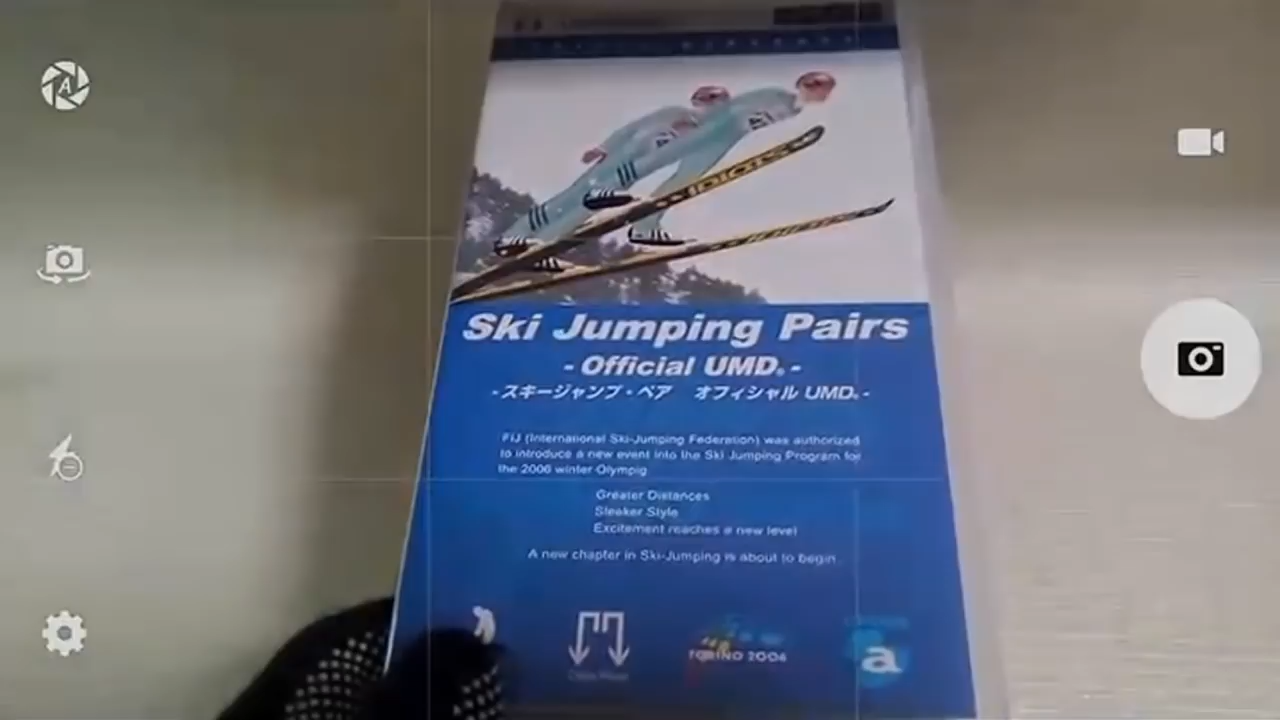 Ski Jumping Pairs
- Official UMD® -
- スキージャンプ・ペア オフィシャル UMD® -
FIJ (International Ski-Jumping Federation) was authorized
to introduce a new event into the Ski Jumping Program for
the 2006 winter Olympig
Greater Distances
Sleaker Style
Excitement reaches a new level
A new chapter in Ski-Jumping is about to begin.
TORINO 2006
a